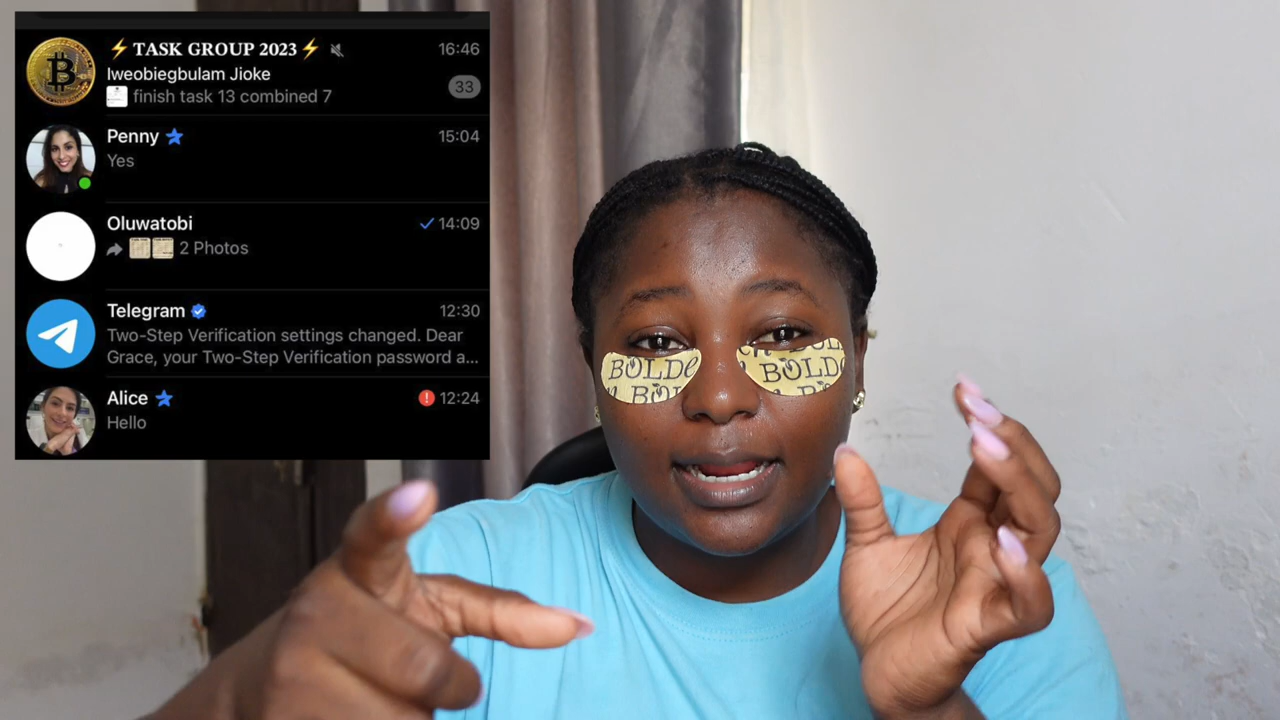 ⚡ TASK GROUP 2023 ⚡ 16:46
Iweobiegbulam Jioke
finish task 13 combined 7 33
Penny 15:04
Yes
Oluwatobi 14:09
2 Photos
Telegram 12:30
Two-Step Verification settings changed. Dear
Grace, your Two-Step Verification password a...
Alice 12:24
Hello
BOLDE
BOLD
BOLD